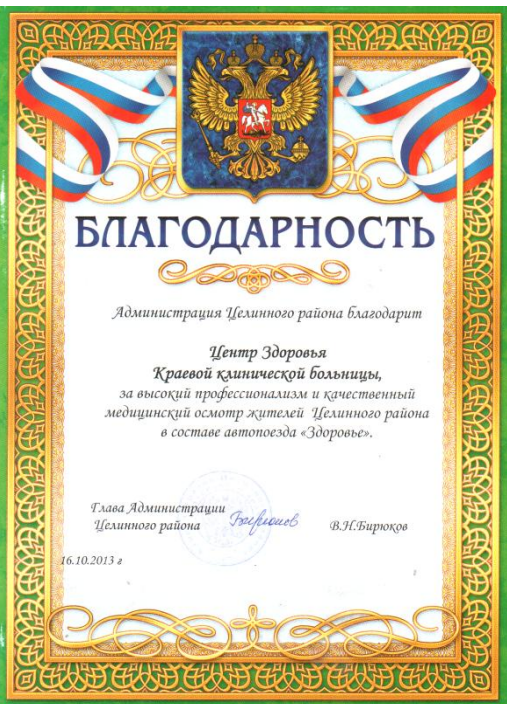 БЛАГОДАРНОСТЬ
Администрация Целинного района благодарит
Центр Здоровья
Краевой клинической больницы,
за высокий профессионализм и качественный
медицинский осмотр жителей Целинного района
в составе автопоезда «Здоровье».
Глава Администрации
Целинного района
В.Н.Бирюков
16.10.2013 г